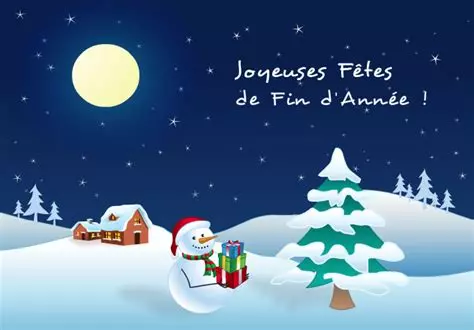 Joyeuses Fêtes
de Fin d'Année !